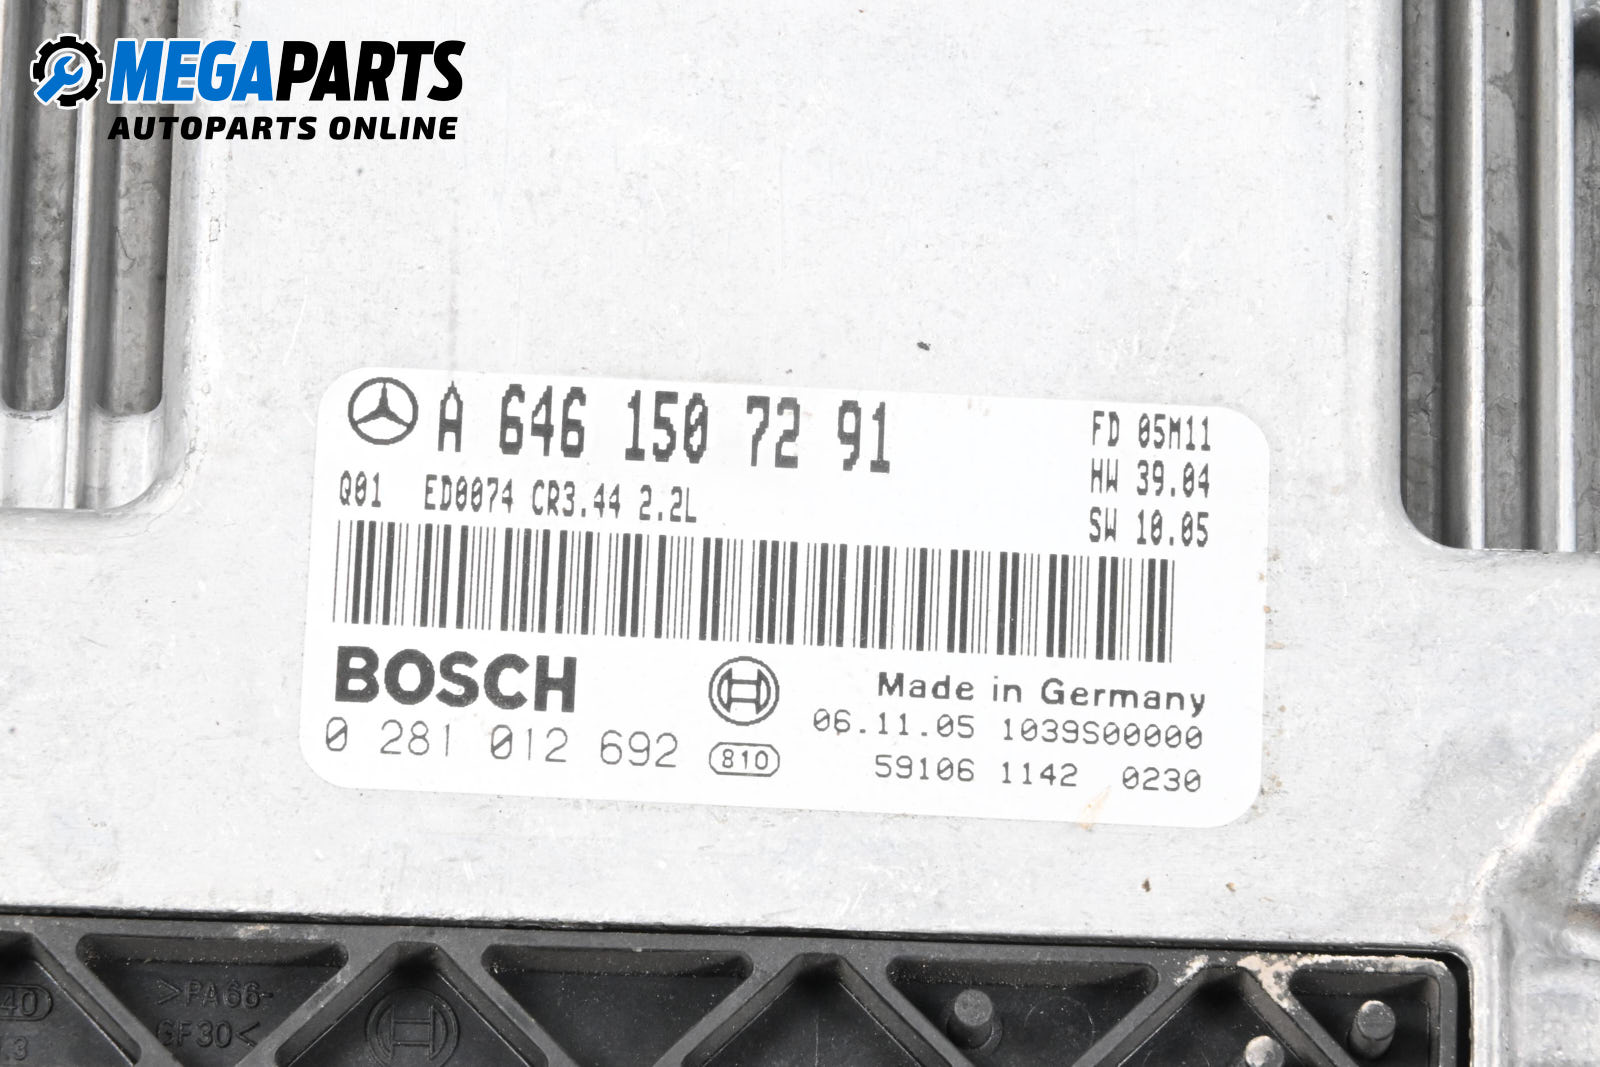 MEGAPARTS
AUTOPARTS ONLINE
A 646 150 72 91
FD 05M11
Q01 ED0074 CR3.44 2.2L
HW 39.04
SW 10.05
BOSCH
Made in Germany
0 281 012 692
810
06.11.05 1039S00000
59106 1142 0230
>PA66-
GF30<
40
.3